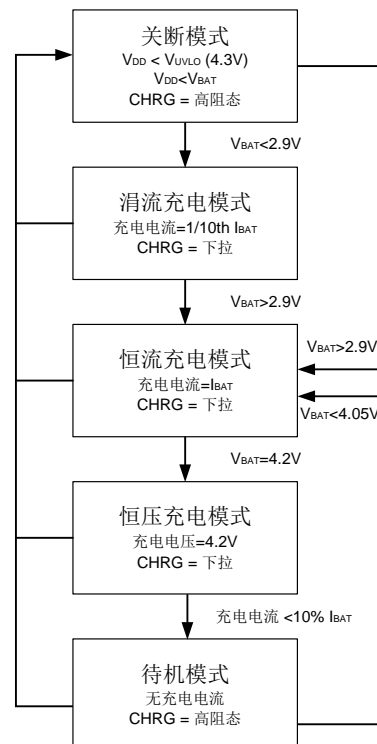 关断模式
VDD < VUVLO (4.3V)
VDD<VBAT
CHRG = 高阻态
VBAT<2.9V
涓流充电模式
充电电流=1/10th IBAT
CHRG = 下拉
VBAT>2.9V
恒流充电模式
充电电流=IBAT
CHRG = 下拉
VBAT>2.9V
VBAT<4.05V
VBAT=4.2V
恒压充电模式
充电电压=4.2V
CHRG = 下拉
充电电流 <10% IBAT
待机模式
无充电电流
CHRG = 高阻态